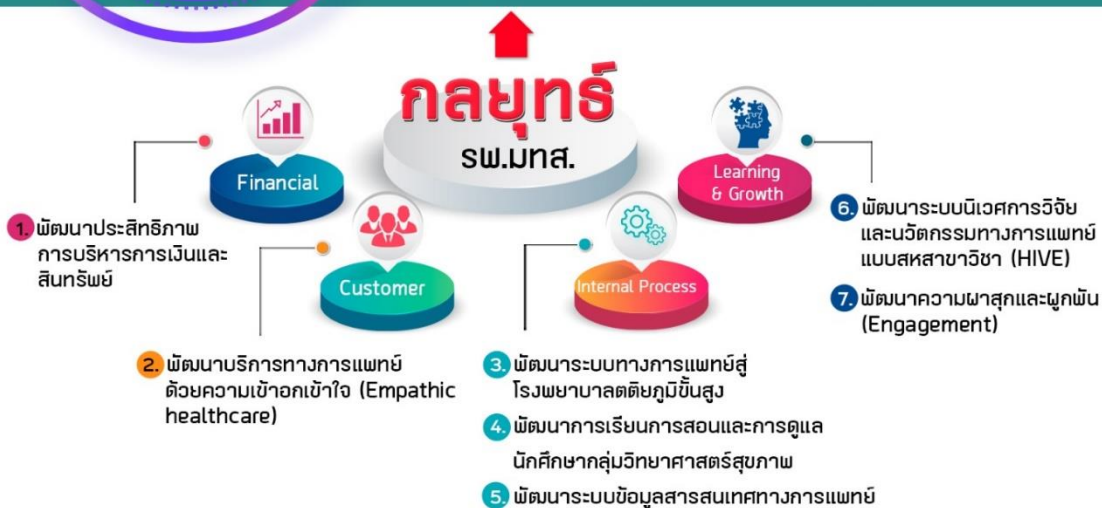 กลยุทธ์
รพ.มทส.
Financial
1. พัฒนาประสิทธิภาพ
การบริหารการเงินและ
สินทรัพย์
Customer
2. พัฒนาบริการทางการแพทย์
ด้วยความเข้าอกเข้าใจ (Empathic
healthcare)
Internal Process
3. พัฒนาระบบทางการแพทย์สู่
โรงพยาบาลตติยภูมิขั้นสูง
4. พัฒนาการเรียนการสอนและการดูแล
นักศึกษากลุ่มวิทยาศาสตร์สุขภาพ
5. พัฒนาระบบข้อมูลสารสนเทศทางการแพทย์
Learning
& Growth
6. พัฒนาระบบนิเวศการวิจัย
และนวัตกรรมทางการแพทย์
แบบสหสาขาวิชา (HIVE)
7. พัฒนาความผาสุกและผูกพัน
(Engagement)